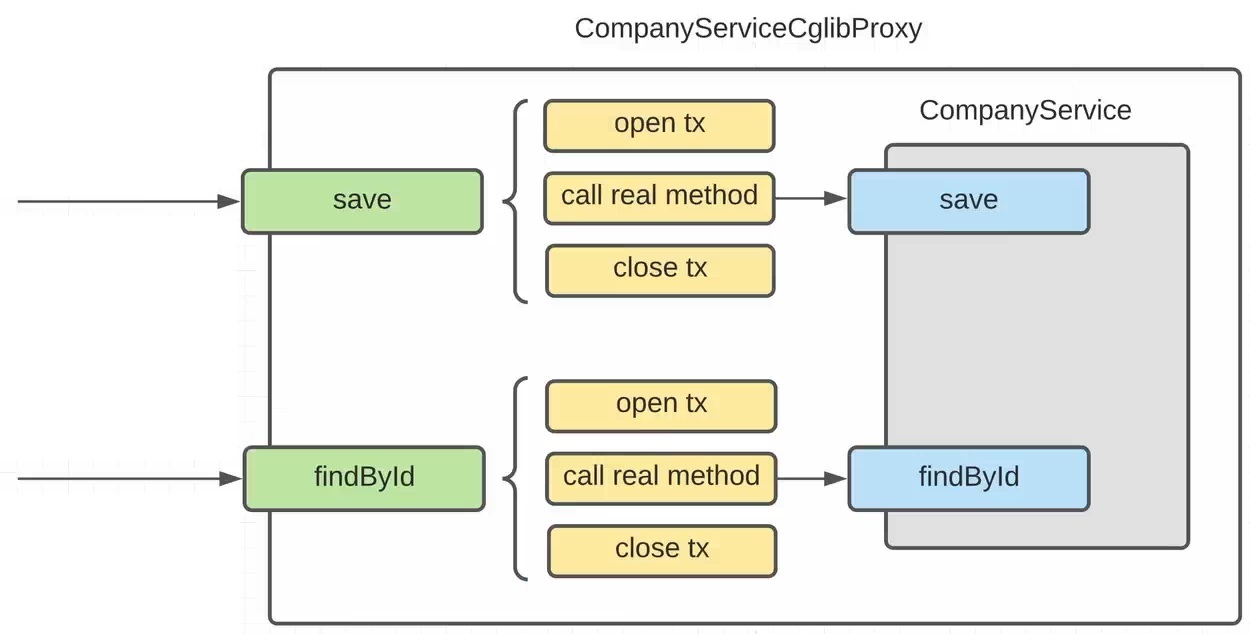 CompanyServiceCglibProxy
CompanyService
open tx
save
call real method
save
close tx
open tx
findById
call real method
findById
close tx